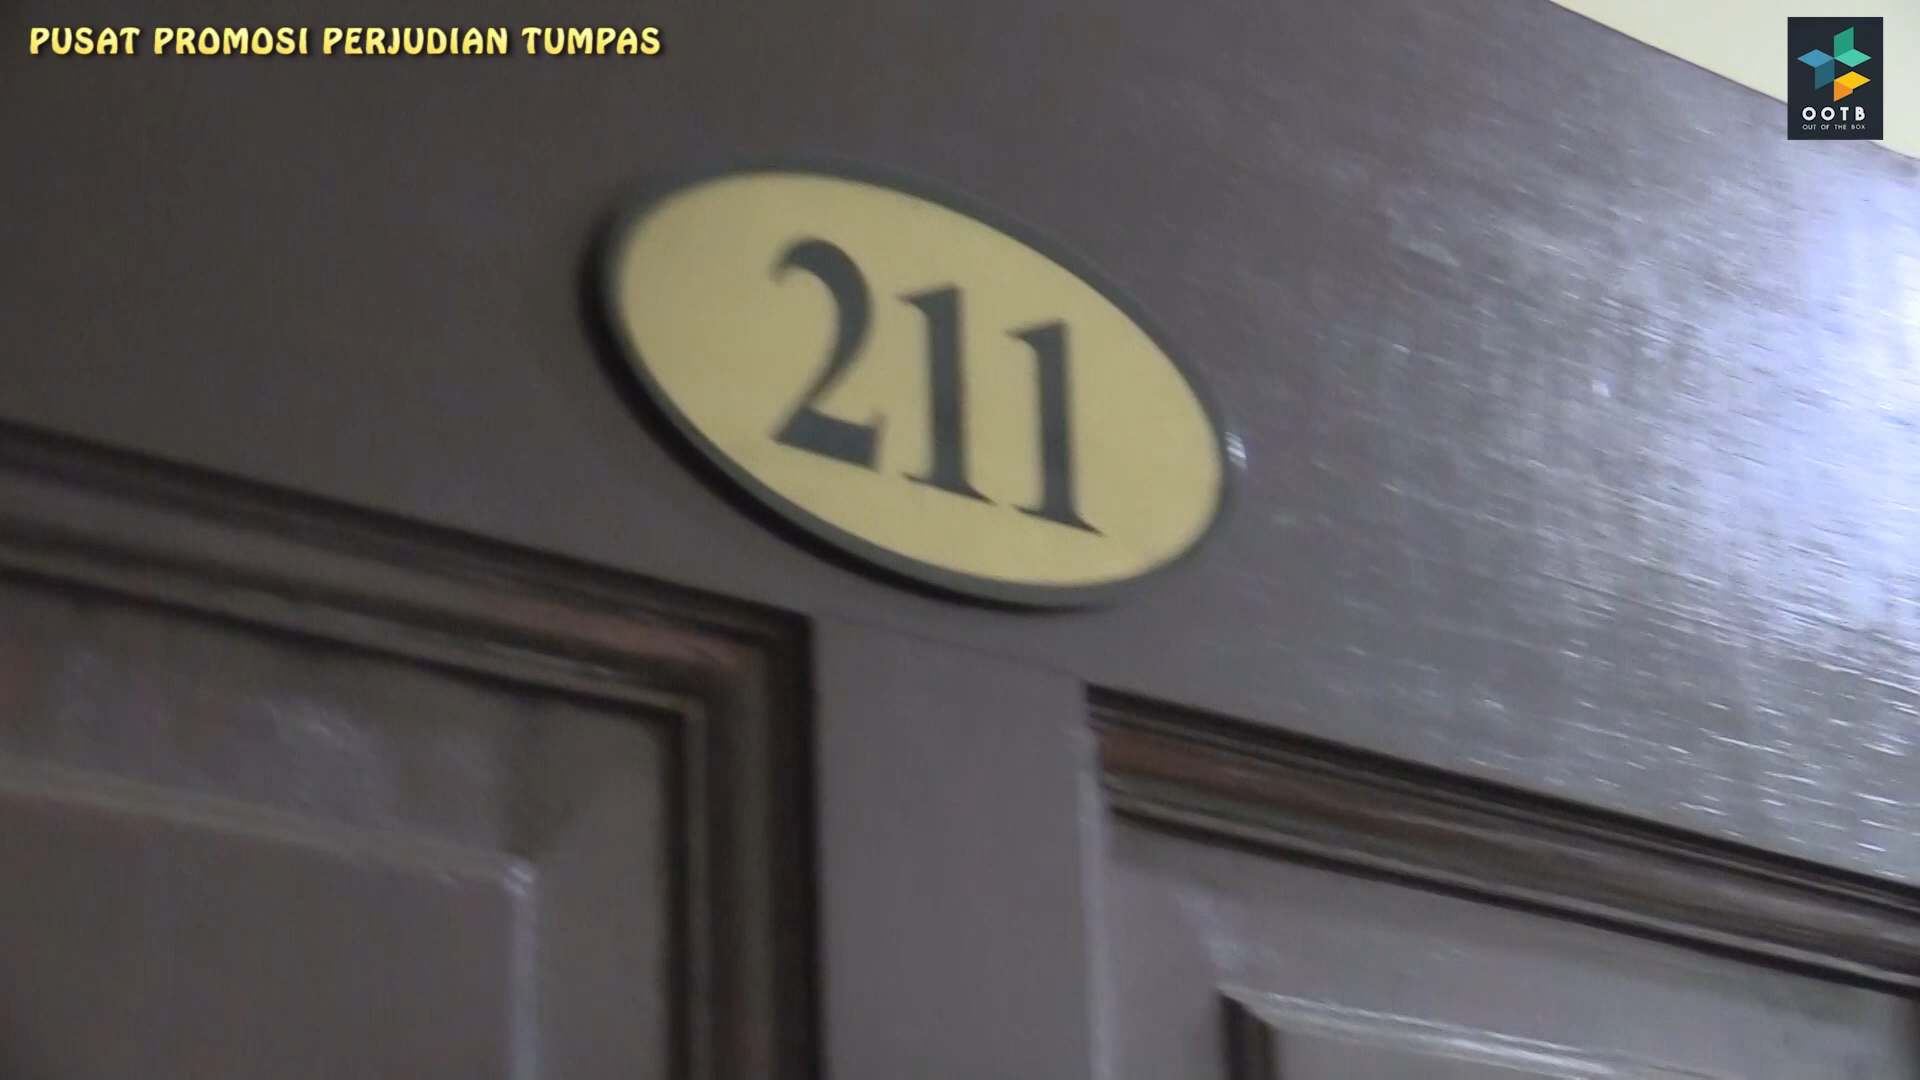 PUSAT PROMOSI PERJUDIAN TUMPAS
OOTB
OUT OF THE BOX
211